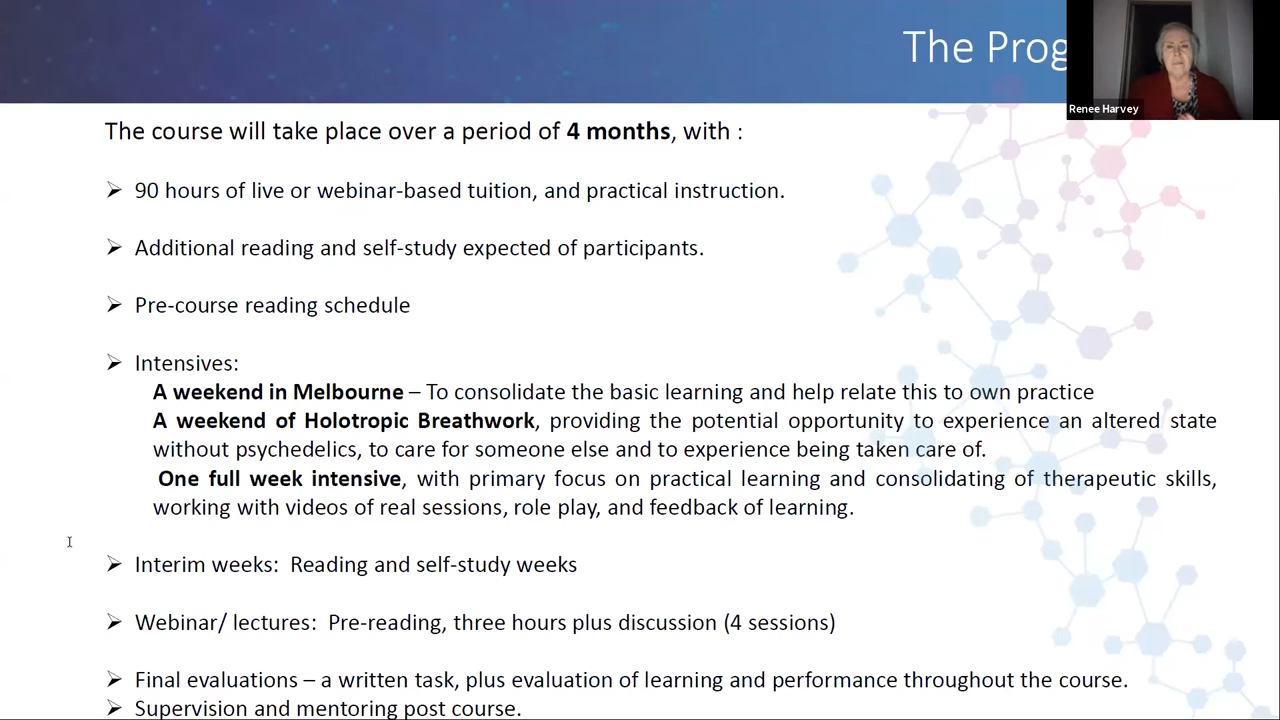 The Prog
Renee Harvey
The course will take place over a period of 4 months, with :
➢ 90 hours of live or webinar-based tuition, and practical instruction.
➢ Additional reading and self-study expected of participants.
➢ Pre-course reading schedule
➢ Intensives:
A weekend in Melbourne – To consolidate the basic learning and help relate this to own practice
A weekend of Holotropic Breathwork, providing the potential opportunity to experience an altered state
without psychedelics, to care for someone else and to experience being taken care of.
One full week intensive, with primary focus on practical learning and consolidating of therapeutic skills,
working with videos of real sessions, role play, and feedback of learning.
➢ Interim weeks: Reading and self-study weeks
➢ Webinar/ lectures: Pre-reading, three hours plus discussion (4 sessions)
➢ Final evaluations – a written task, plus evaluation of learning and performance throughout the course.
➢ Supervision and mentoring post course.